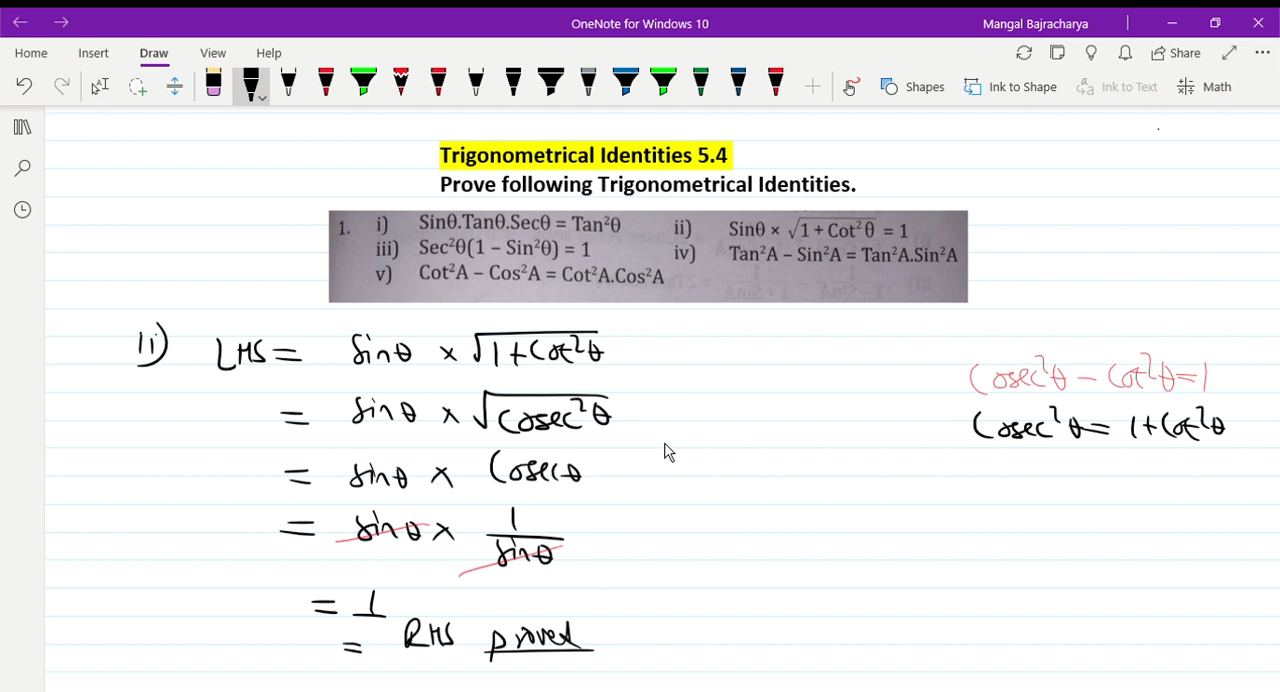 OneNote for Windows 10
Mangal Bajracharya
Home Insert Draw View Help
Share
Shapes Ink to Shape Ink to Text Math
Trigonometrical Identities 5.4
Prove following Trigonometrical Identities.
1. i) Sinθ.Tanθ.Secθ = Tan²θ ii) Sinθ × √1 + Cot²θ = 1
iii) Sec²θ(1 − Sin²θ) = 1 iv) Tan²A − Sin²A = Tan²A.Sin²A
v) Cot²A − Cos²A = Cot²A.Cos²A
ii) LHS = sinθ × √1+Cot²θ
= sinθ × √Cosec²θ
= sinθ × Cosecθ
= sinθ × 1/sinθ
= 1
= RHS proved
Cosec²θ − Cot²θ = 1
Cosec²θ = 1 + Cot²θ